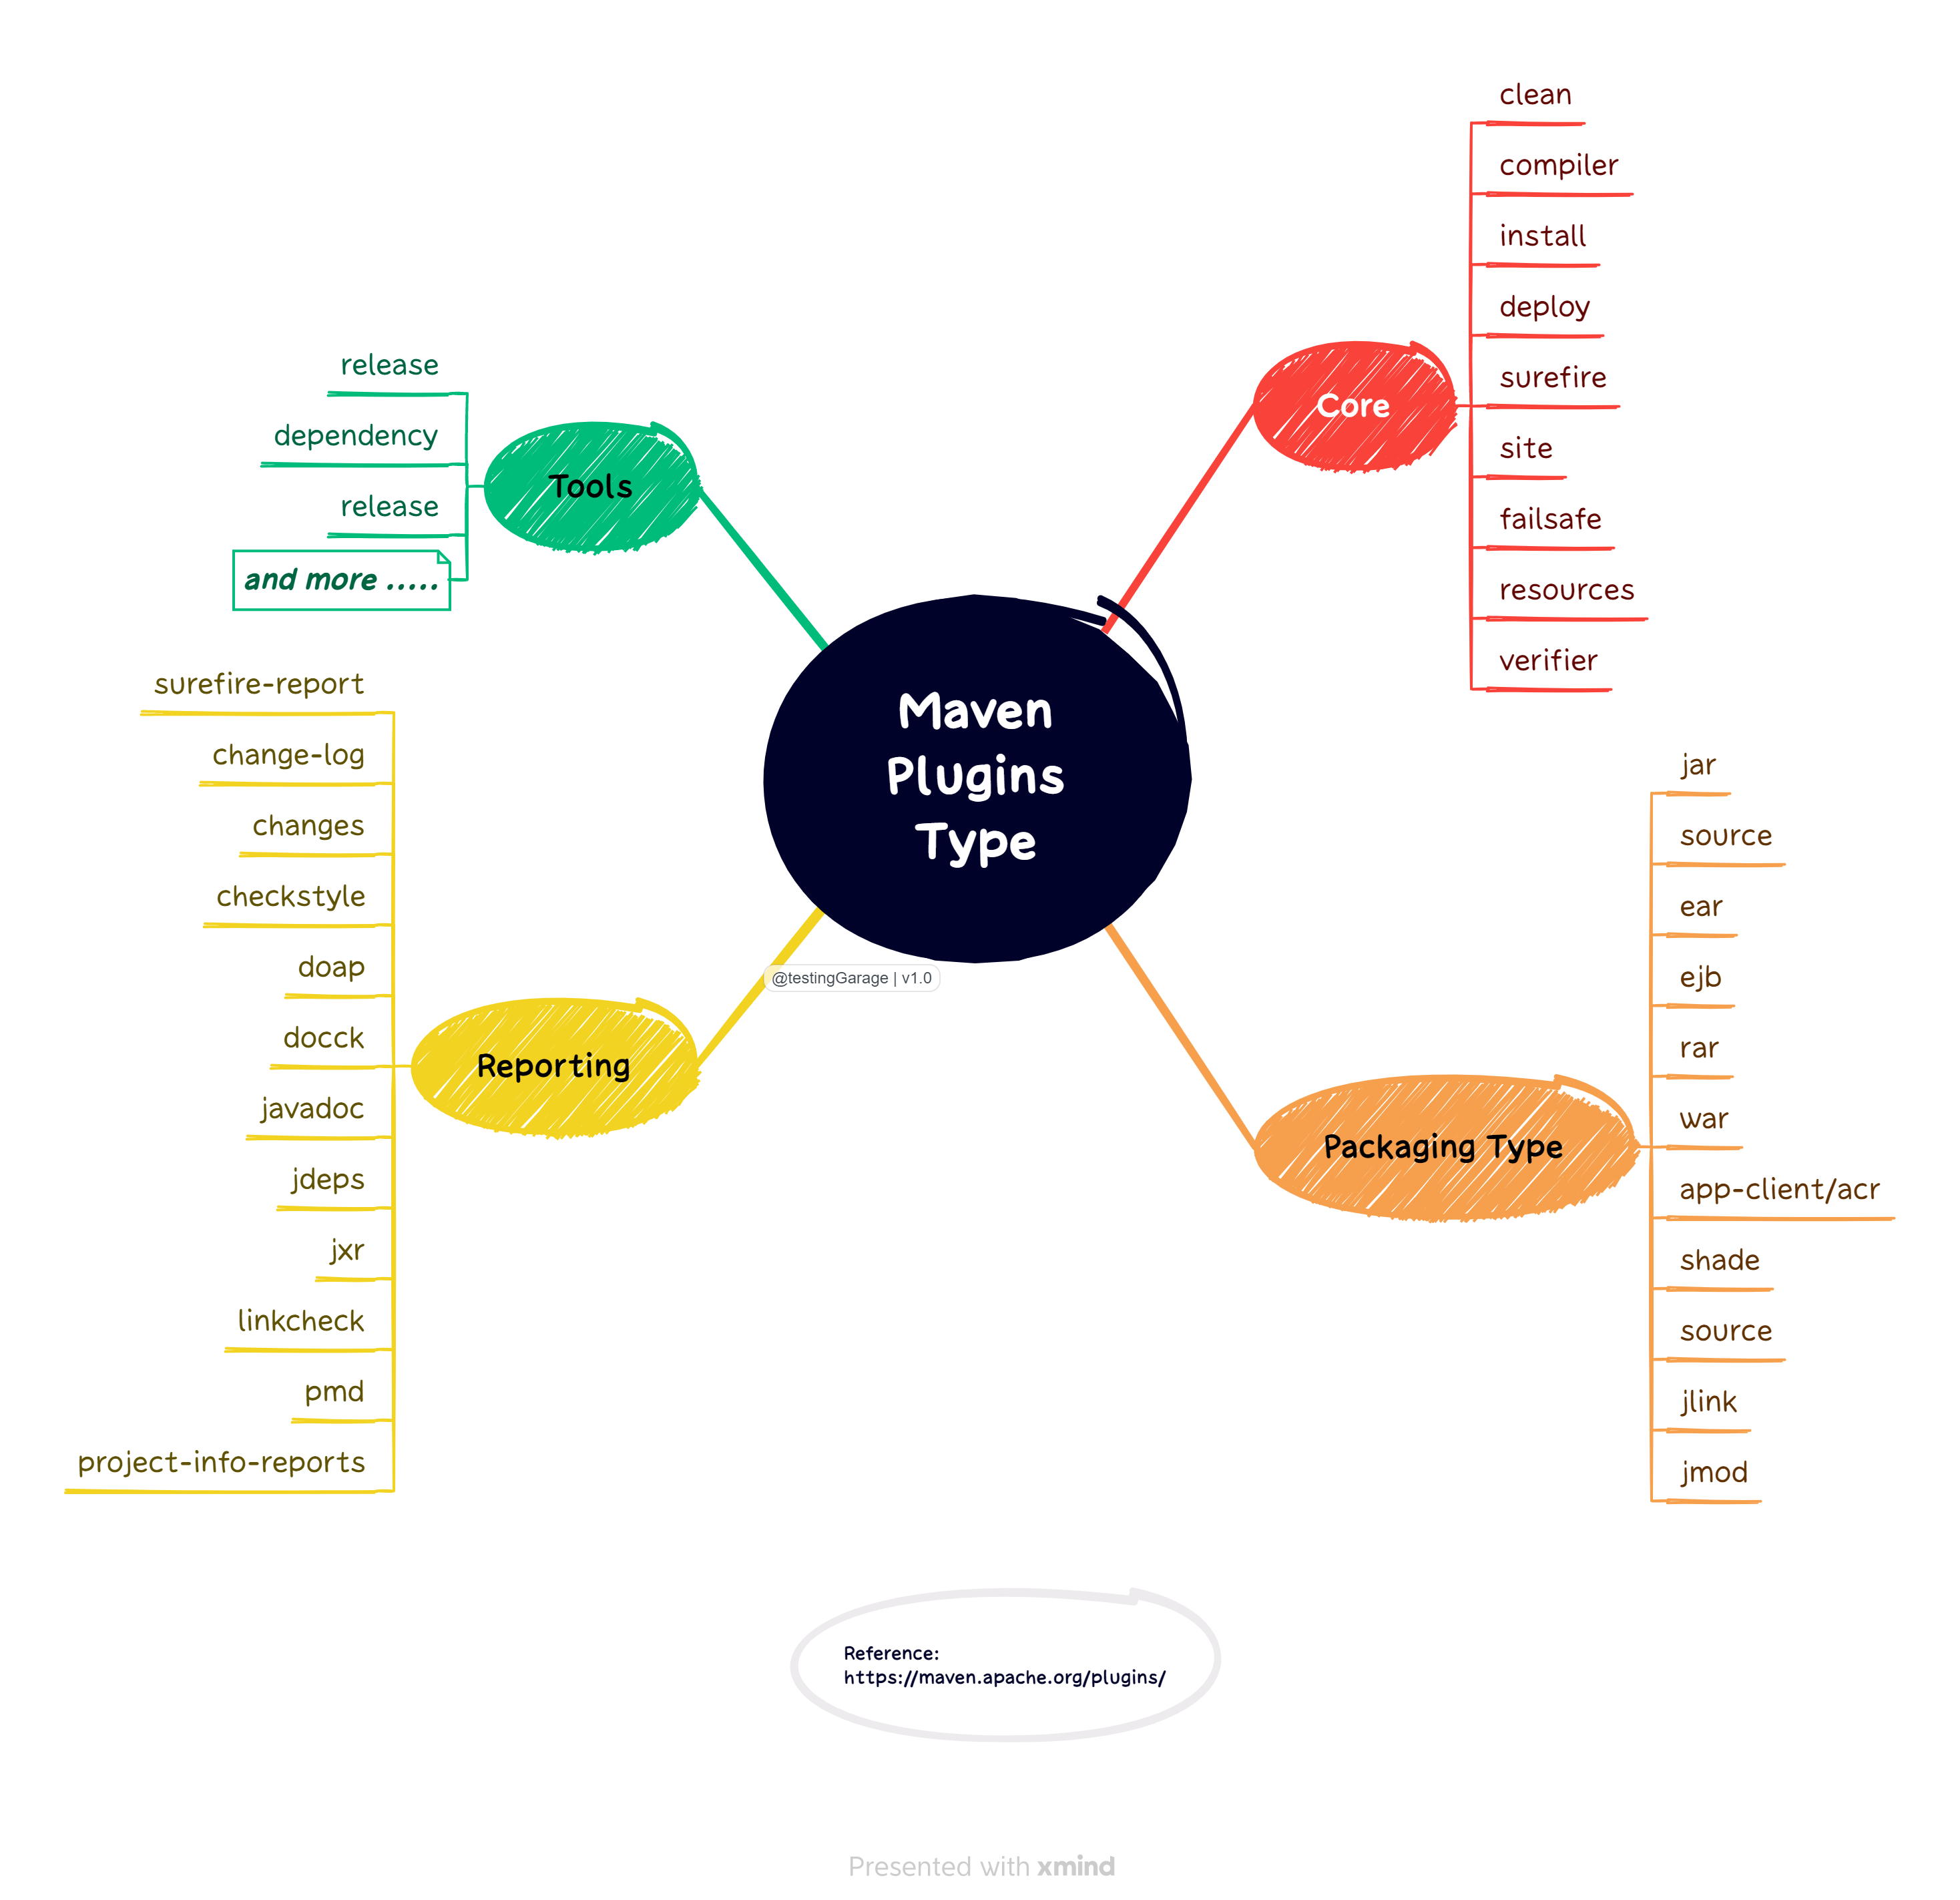 Maven
Plugins
Type
@testingGarage | v1.0
Core
clean
compiler
install
deploy
surefire
site
failsafe
resources
verifier
Packaging Type
jar
source
ear
ejb
rar
war
app-client/acr
shade
source
jlink
jmod
Tools
release
dependency
release
and more .....
Reporting
surefire-report
change-log
changes
checkstyle
doap
docck
javadoc
jdeps
jxr
linkcheck
pmd
project-info-reports
Reference:
https://maven.apache.org/plugins/
Presented with xmind